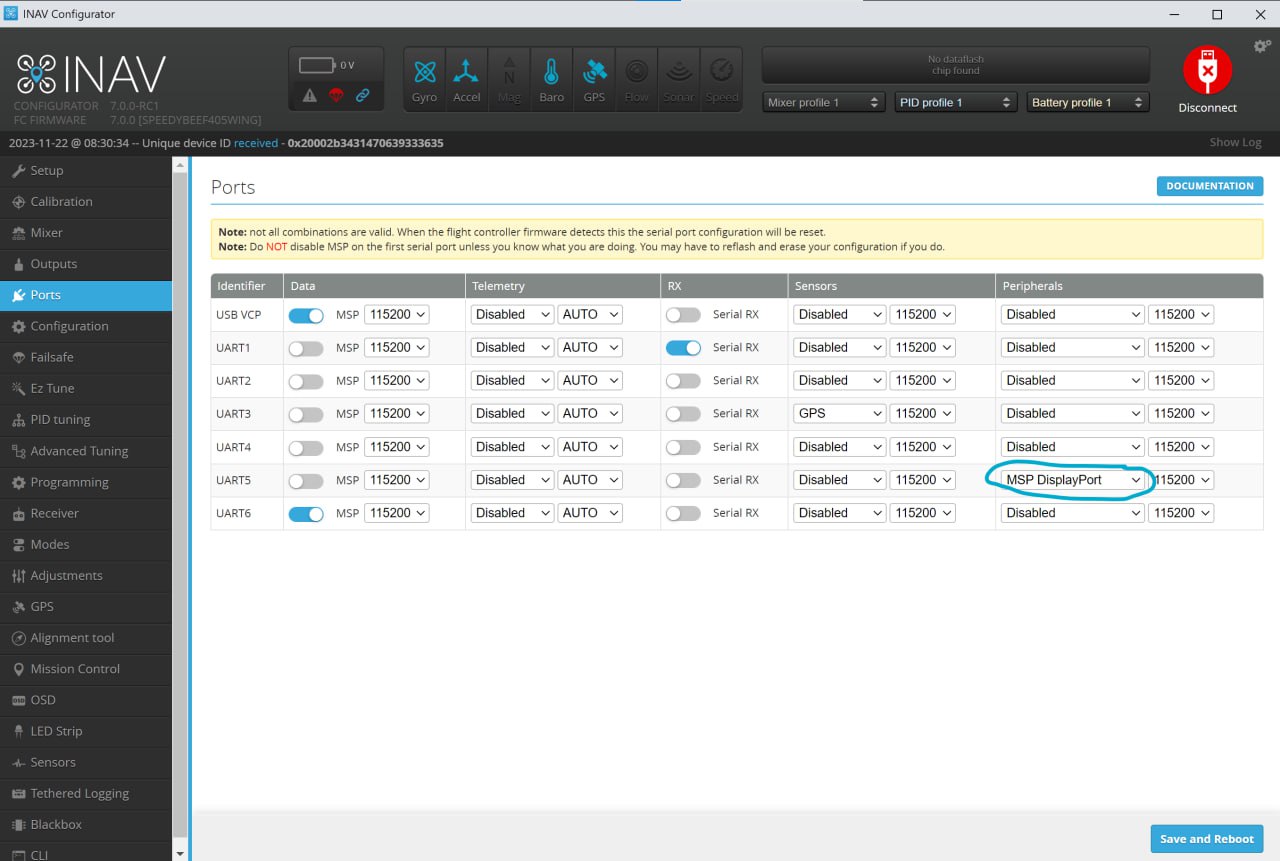 INAV Configurator
INAV
CONFIGURATOR 7.0.0-RC1
FC FIRMWARE 7.0.0 [SPEEDYBEEF405WING]
0 V
Gyro Accel Mag Baro GPS Flow Sonar Speed
No dataflash
chip found
Mixer profile 1 PID profile 1 Battery profile 1
Disconnect
2023-11-22 @ 08:30:34 -- Unique device ID received - 0x20002b3431470639333635
Show Log
Setup
Calibration
Mixer
Outputs
Ports
Configuration
Failsafe
Ez Tune
PID tuning
Advanced Tuning
Programming
Receiver
Modes
Adjustments
GPS
Alignment tool
Mission Control
OSD
LED Strip
Sensors
Tethered Logging
Blackbox
CLI
Ports
DOCUMENTATION
Note: not all combinations are valid. When the flight controller firmware detects this the serial port configuration will be reset.
Note: Do NOT disable MSP on the first serial port unless you know what you are doing. You may have to reflash and erase your configuration if you do.
Identifier Data Telemetry RX Sensors Peripherals
USB VCP MSP 115200 Disabled AUTO Serial RX Disabled 115200 Disabled 115200
UART1 MSP 115200 Disabled AUTO Serial RX Disabled 115200 Disabled 115200
UART2 MSP 115200 Disabled AUTO Serial RX Disabled 115200 Disabled 115200
UART3 MSP 115200 Disabled AUTO Serial RX GPS 115200 Disabled 115200
UART4 MSP 115200 Disabled AUTO Serial RX Disabled 115200 Disabled 115200
UART5 MSP 115200 Disabled AUTO Serial RX Disabled 115200 MSP DisplayPort 115200
UART6 MSP 115200 Disabled AUTO Serial RX Disabled 115200 Disabled 115200
Save and Reboot